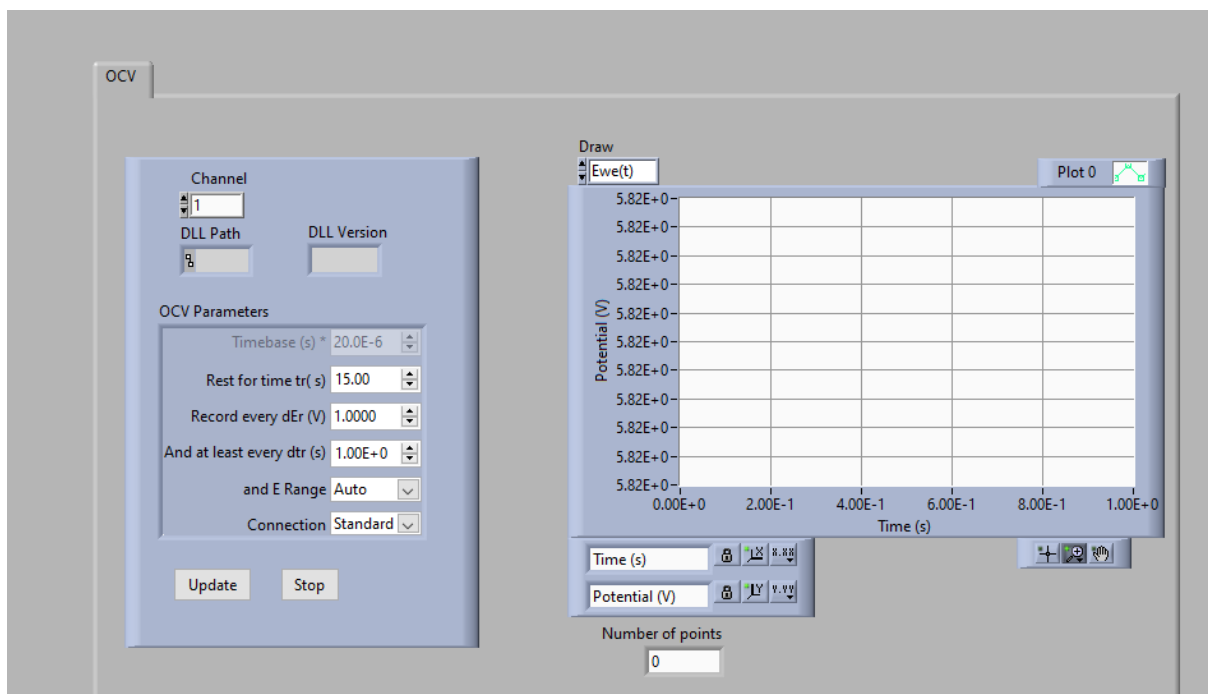 OCV
Channel
1
DLL Path
DLL Version
OCV Parameters
Timebase (s) * 20.0E-6
Rest for time tr( s) 15.00
Record every dEr (V) 1.0000
And at least every dtr (s) 1.00E+0
and E Range Auto
Connection Standard
Update
Stop
Draw
Ewe(t)
Plot 0
Potential (V)
5.82E+0
5.82E+0
5.82E+0
5.82E+0
5.82E+0
5.82E+0
5.82E+0
5.82E+0
5.82E+0
5.82E+0
5.82E+0
0.00E+0 2.00E-1 4.00E-1 6.00E-1 8.00E-1 1.00E+0
Time (s)
Time (s) X x.xx
Potential (V) Y y.yy
Number of points
0